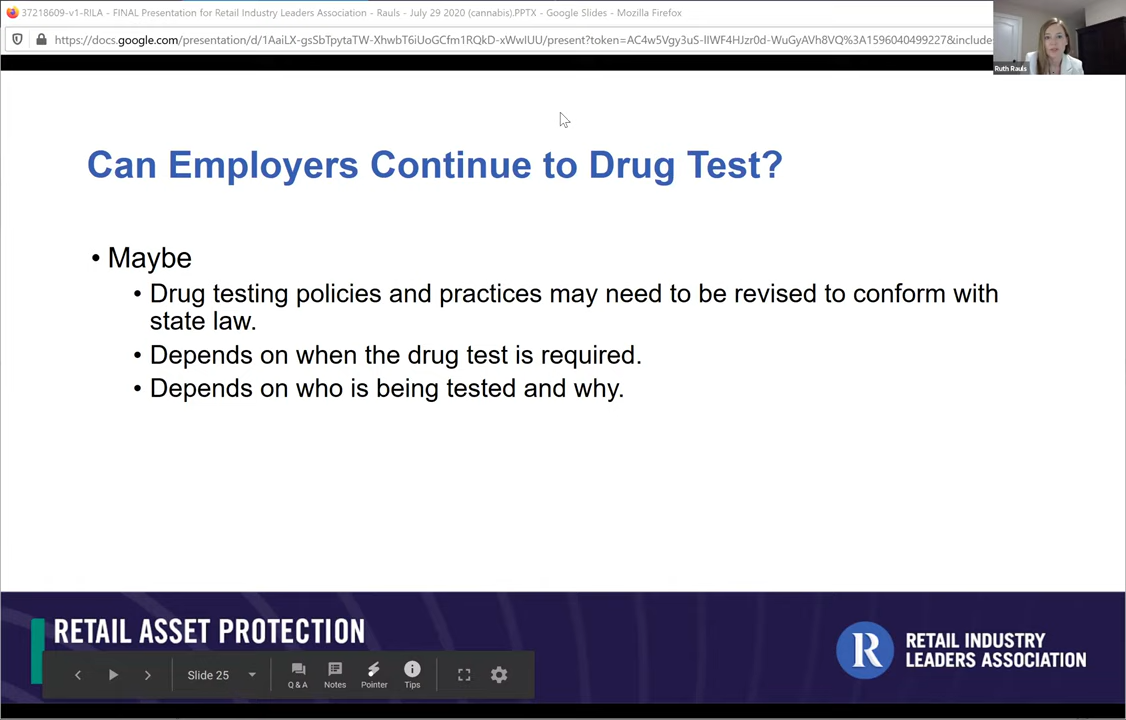 37218609-v1-RILA - FINAL Presentation for Retail Industry Leaders Association - Rauls - July 29 2020 (cannabis).PPTX - Google Slides - Mozilla Firefox
https://docs.google.com/presentation/d/1AaiLX-gsSbTpytaTW-XhwbT6iUoGCfm1RQkD-xWwIUU/present?token=AC4w5Vgy3uS-lIWF4HJzr0d-WuGyAVh8VQ%3A1596040499227&includes
Ruth Rauls
Can Employers Continue to Drug Test?
• Maybe
• Drug testing policies and practices may need to be revised to conform with
state law.
• Depends on when the drug test is required.
• Depends on who is being tested and why.
RETAIL ASSET PROTECTION
R
RETAIL INDUSTRY
LEADERS ASSOCIATION
Slide 25
Q & A
Notes
Pointer
Tips